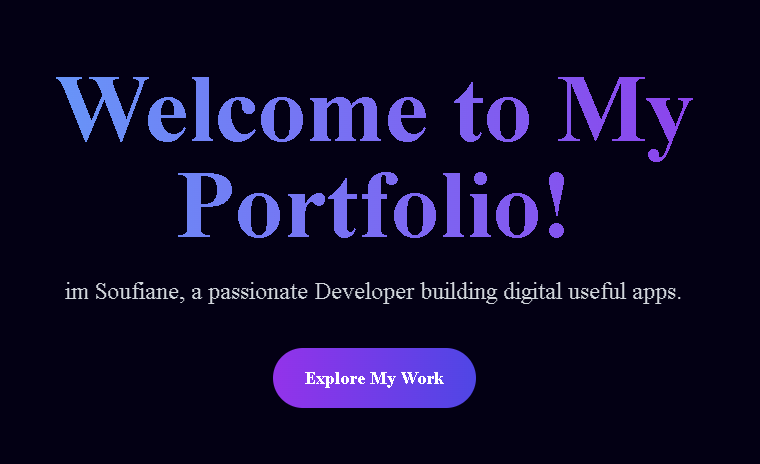 Welcome to My
Portfolio!
im Soufiane, a passionate Developer building digital useful apps.
Explore My Work